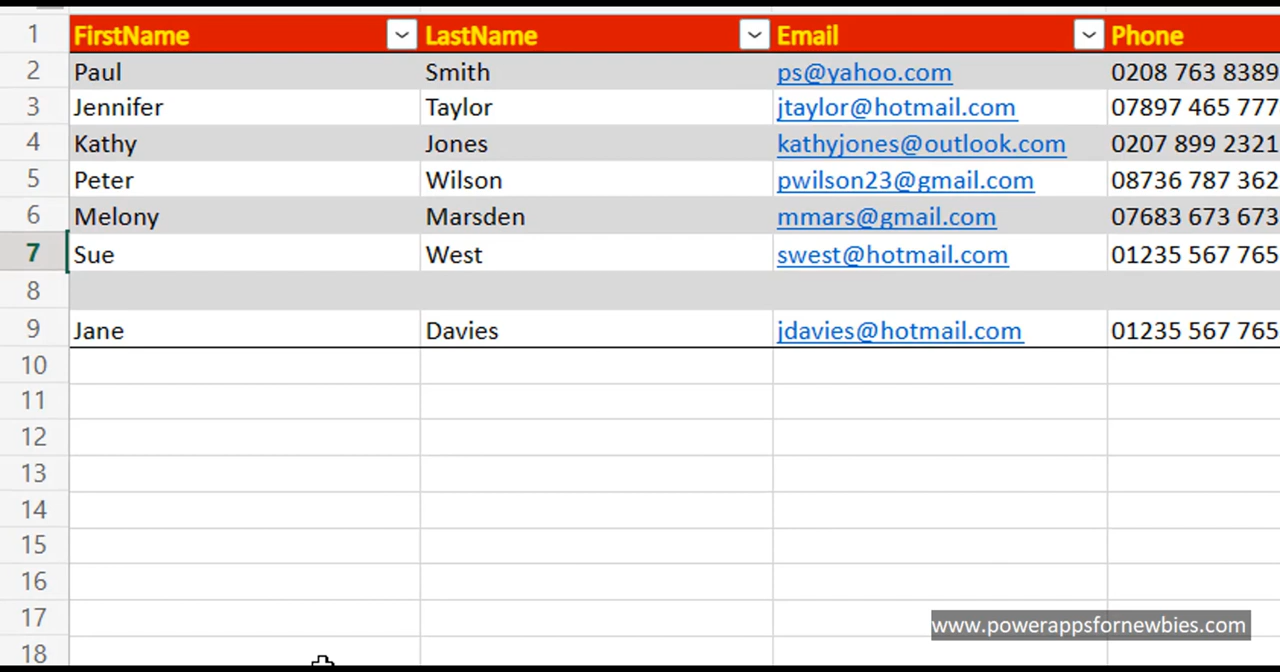 1 FirstName LastName Email Phone
2 Paul Smith ps@yahoo.com 0208 763 8389
3 Jennifer Taylor jtaylor@hotmail.com 07897 465 777
4 Kathy Jones kathyjones@outlook.com 0207 899 2321
5 Peter Wilson pwilson23@gmail.com 08736 787 362
6 Melony Marsden mmars@gmail.com 07683 673 673
7 Sue West swest@hotmail.com 01235 567 765
8
9 Jane Davies jdavies@hotmail.com 01235 567 765
10
11
12
13
14
15
16
17
www.powerappsfornewbies.com
18